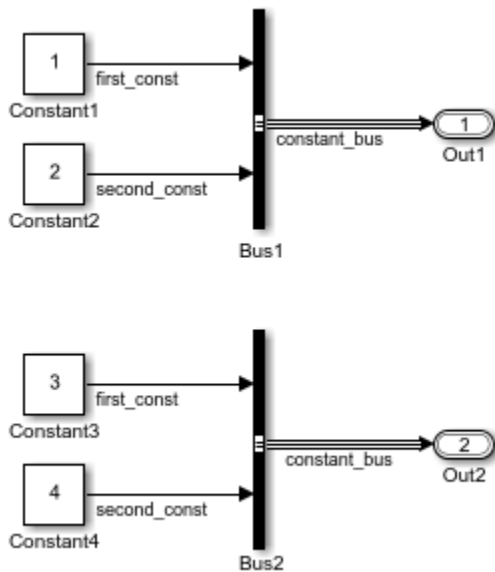 1
first_const
Constant1
1
constant_bus
Out1
2
second_const
Constant2
Bus1
3
first_const
Constant3
2
constant_bus
Out2
4
second_const
Constant4
Bus2